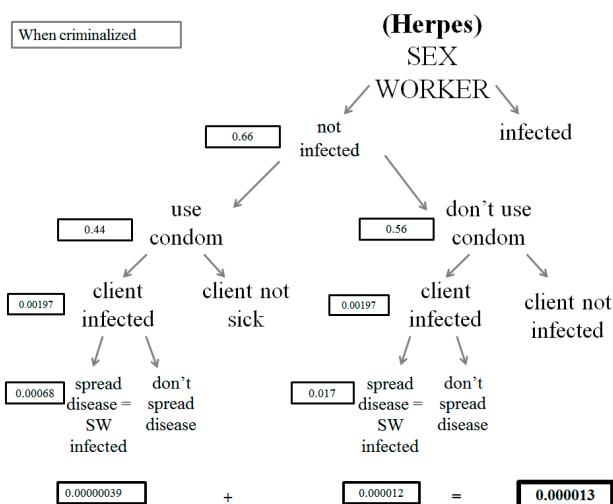 When criminalized
(Herpes)
SEX
WORKER
0.66
not
infected
infected
0.44
use
condom
0.56
don't use
condom
0.00197
client
infected
client not
sick
0.00197
client
infected
client not
infected
0.00068
spread
disease =
SW
infected
don't
spread
disease
0.017
spread
disease =
SW
infected
don't
spread
disease
0.00000039 + 0.000012 = 0.000013